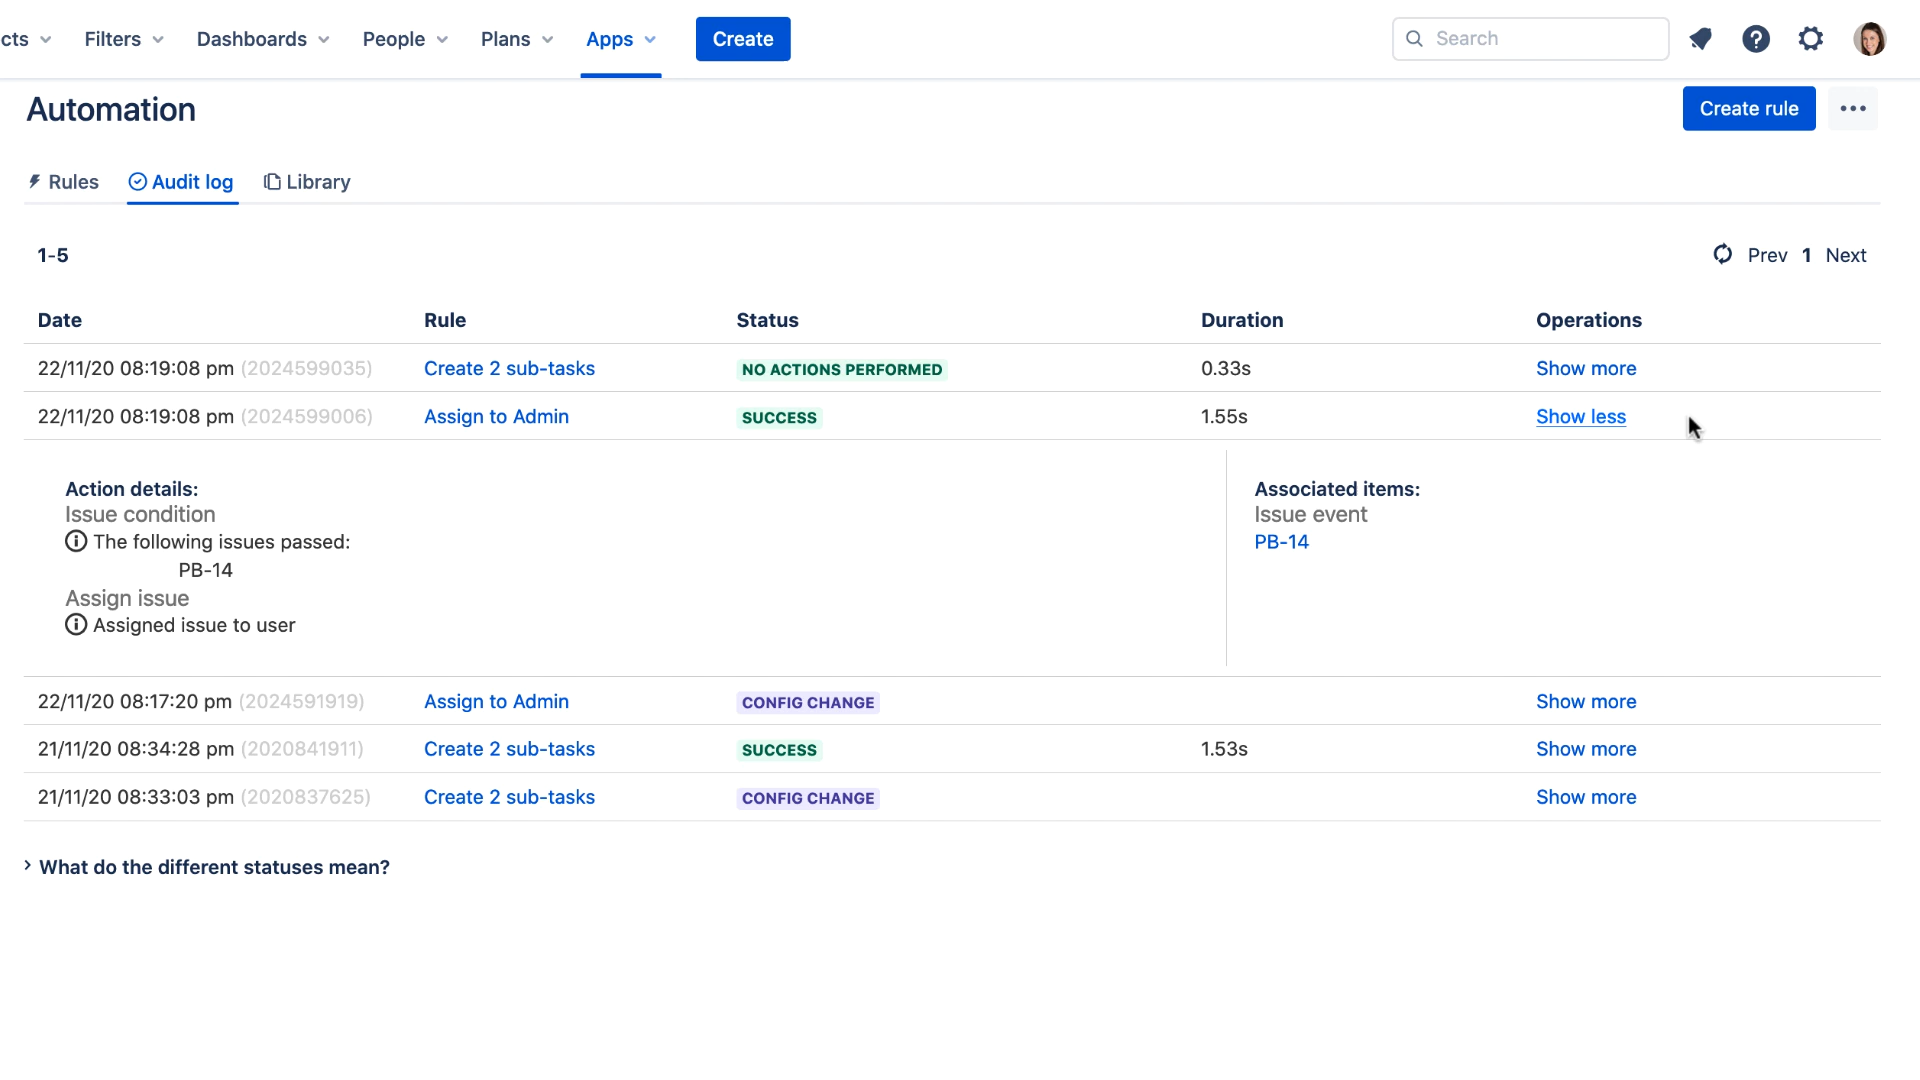 cts Filters Dashboards People Plans Apps Create Search
Automation Create rule
Rules Audit log Library
1-5 Prev 1 Next
Date Rule Status Duration Operations
22/11/20 08:19:08 pm (2024599035) Create 2 sub-tasks NO ACTIONS PERFORMED 0.33s Show more
22/11/20 08:19:08 pm (2024599006) Assign to Admin SUCCESS 1.55s Show less
Action details: Associated items:
Issue condition Issue event
The following issues passed: PB-14
PB-14
Assign issue
Assigned issue to user
22/11/20 08:17:20 pm (2024591919) Assign to Admin CONFIG CHANGE Show more
21/11/20 08:34:28 pm (2020841911) Create 2 sub-tasks SUCCESS 1.53s Show more
21/11/20 08:33:03 pm (2020837625) Create 2 sub-tasks CONFIG CHANGE Show more
What do the different statuses mean?